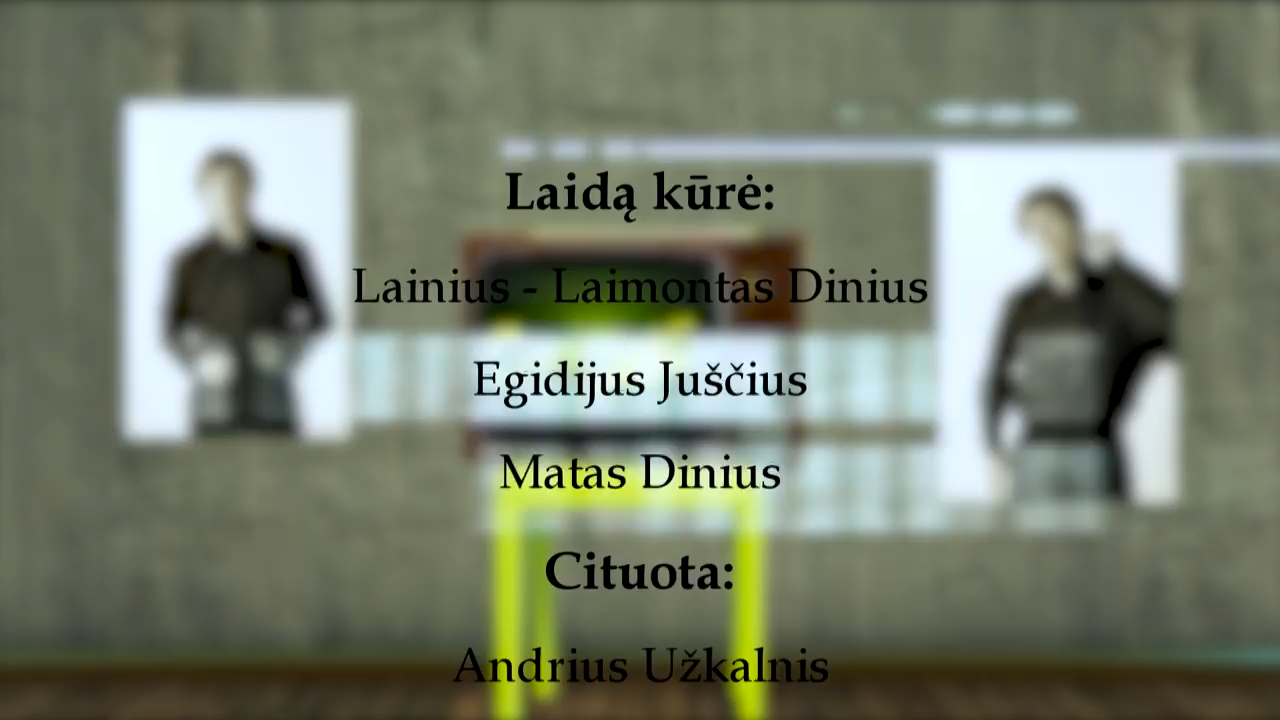 Laidą kūrė:
Lainius - Laimontas Dinius
Egidijus Juščius
Matas Dinius
Cituota:
Andrius Užkalnis